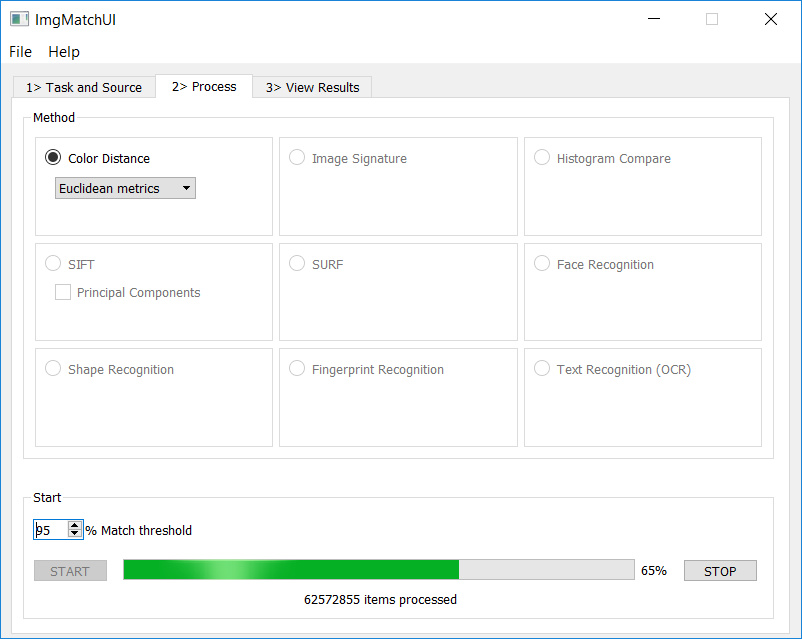 ImgMatchUI
File Help
1> Task and Source 2> Process 3> View Results
Method
Color Distance Image Signature Histogram Compare
Euclidean metrics
SIFT SURF Face Recognition
Principal Components
Shape Recognition Fingerprint Recognition Text Recognition (OCR)
Start
95 % Match threshold
START 65% STOP
62572855 items processed